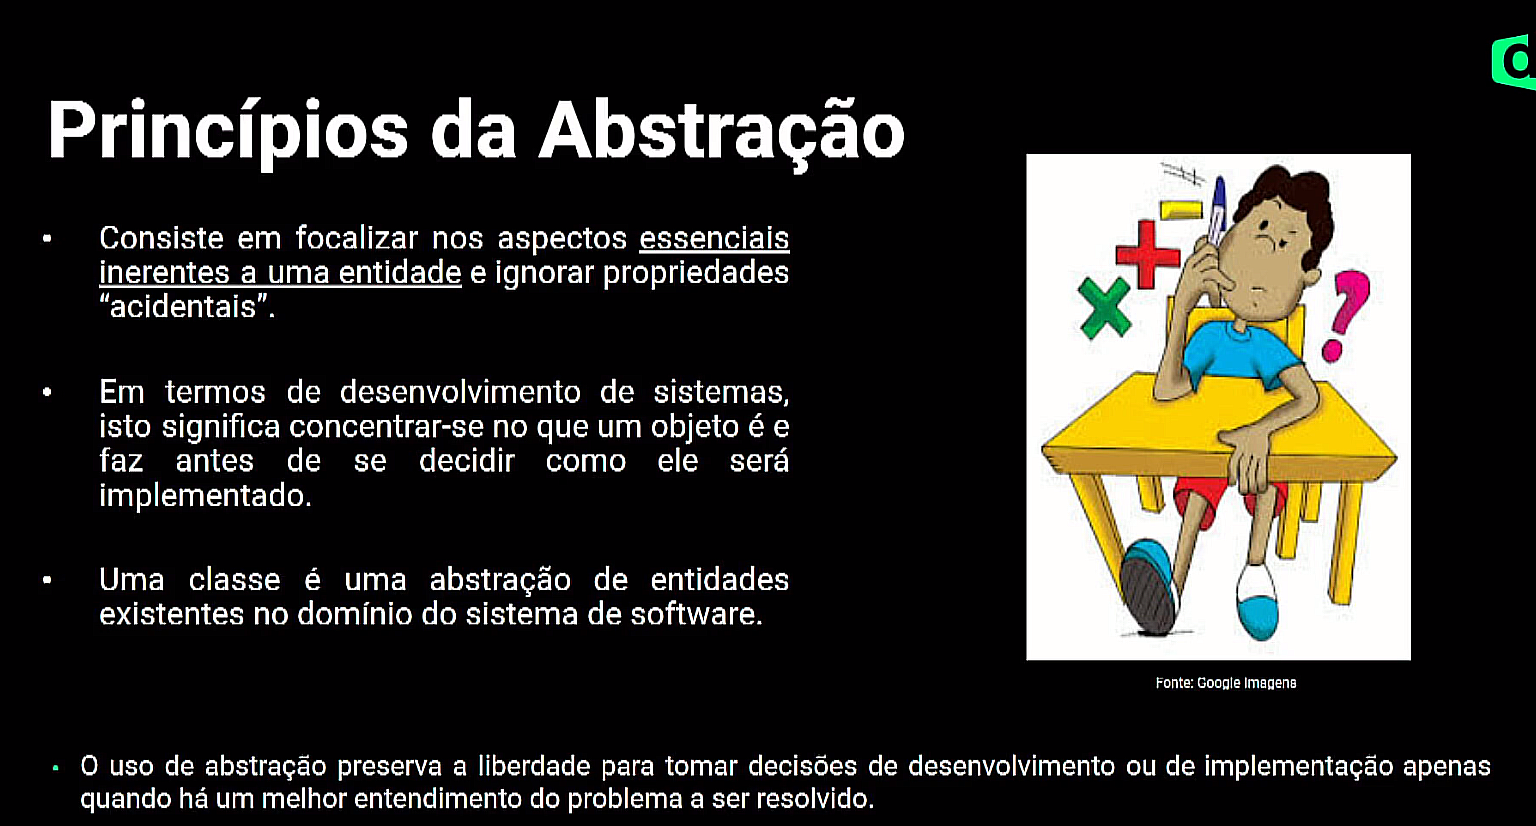 Princípios da Abstração
• Consiste em focalizar nos aspectos essenciais
inerentes a uma entidade e ignorar propriedades
“acidentais”.
• Em termos de desenvolvimento de sistemas,
isto significa concentrar-se no que um objeto é e
faz antes de se decidir como ele será
implementado.
• Uma classe é uma abstração de entidades
existentes no domínio do sistema de software.
Fonte: Google Imagens
• O uso de abstração preserva a liberdade para tomar decisões de desenvolvimento ou de implementação apenas
quando há um melhor entendimento do problema a ser resolvido.